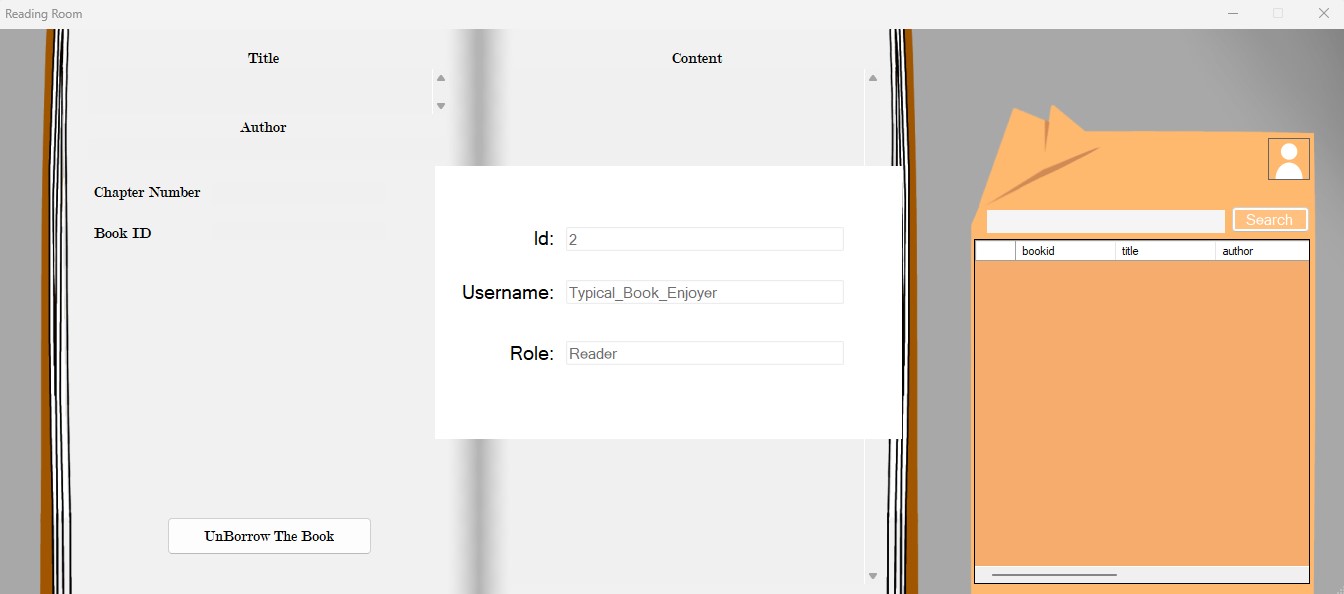 Reading Room
Title
Content
Author
Chapter Number
Book ID
Id: 2
Username: Typical_Book_Enjoyer
Role: Reader
UnBorrow The Book
Search
bookid title author